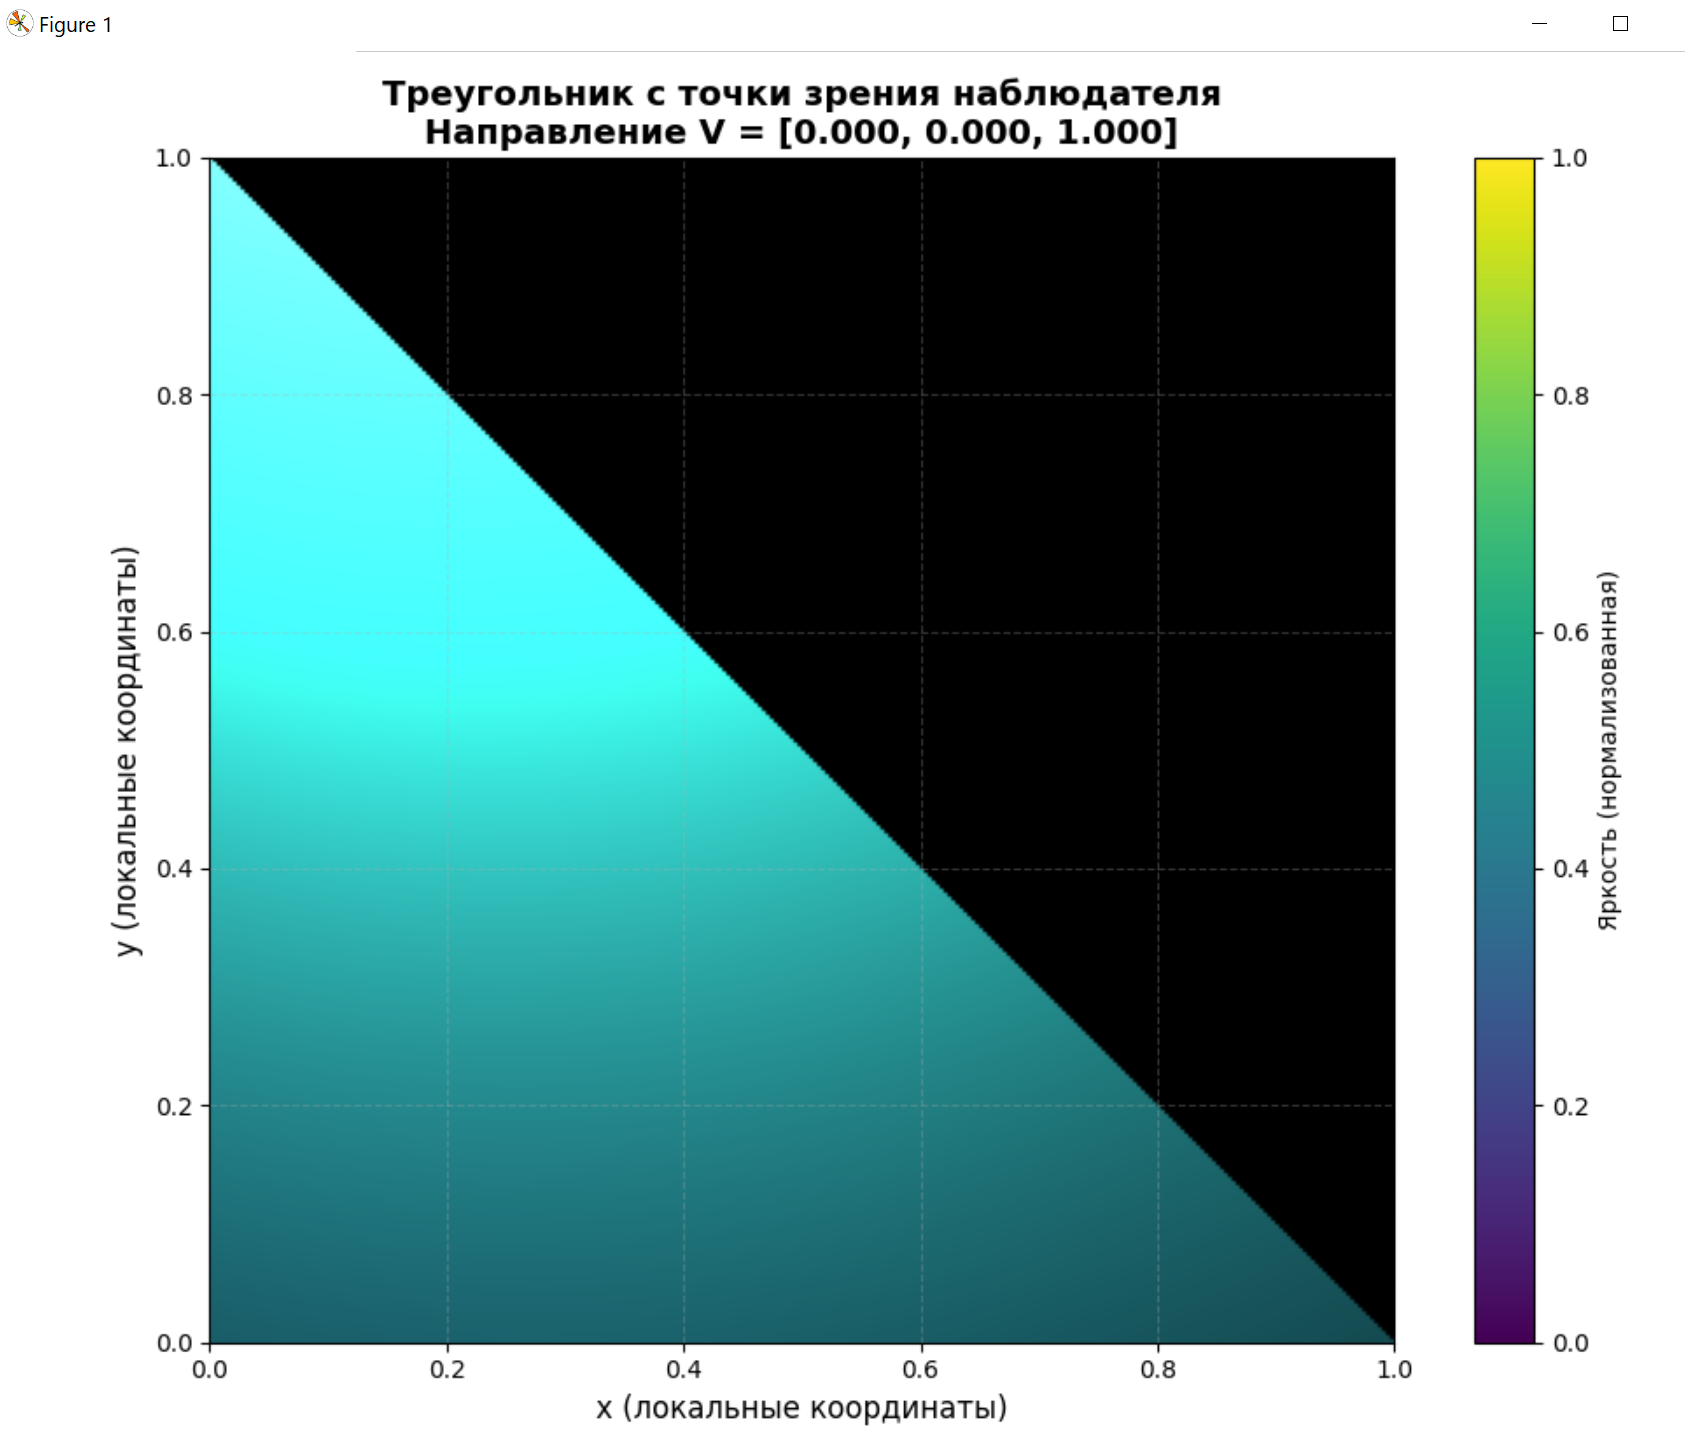 Figure 1
Треугольник с точки зрения наблюдателя
Направление V = [0.000, 0.000, 1.000]
y (локальные координаты)
1.0
0.8
0.6
0.4
0.2
0.0
0.0 0.2 0.4 0.6 0.8 1.0
x (локальные координаты)
1.0
0.8
0.6
0.4
0.2
0.0
Яркость (нормализованная)